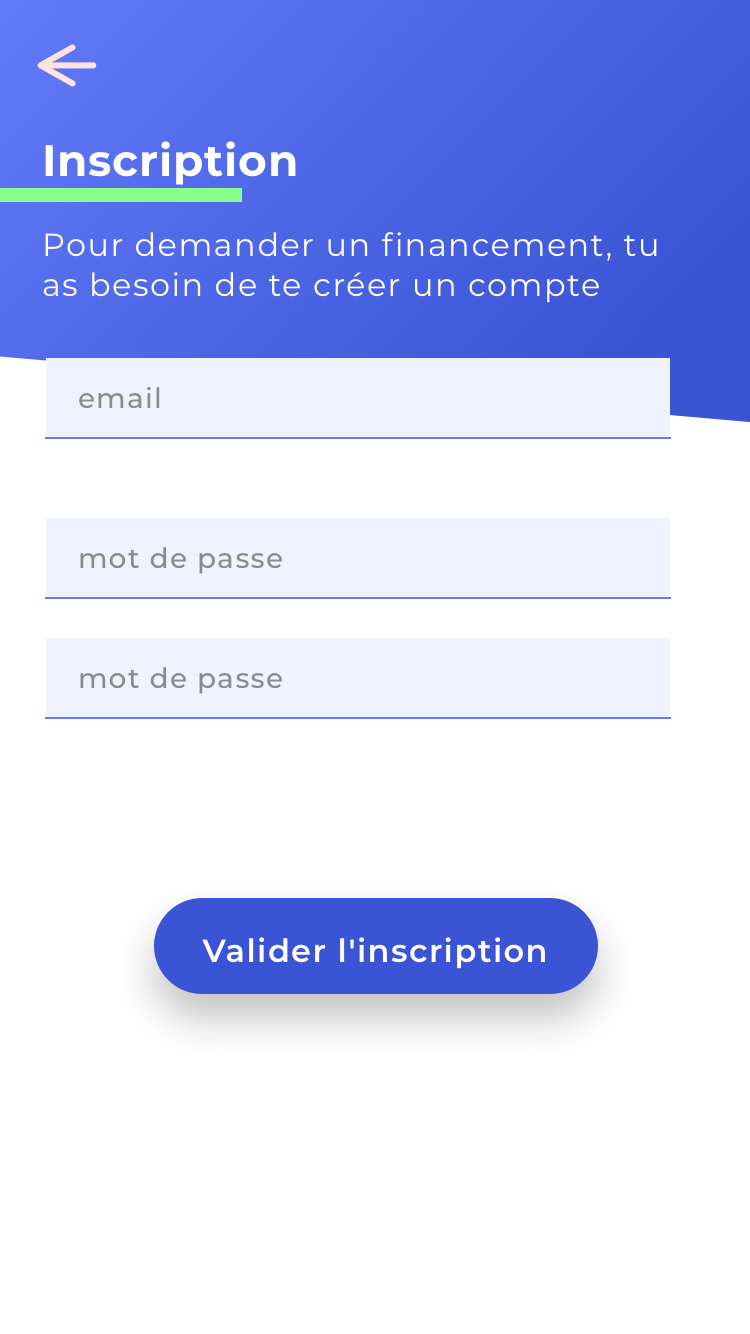 Inscription
Pour demander un financement, tu
as besoin de te créer un compte
email
mot de passe
mot de passe
Valider l'inscription